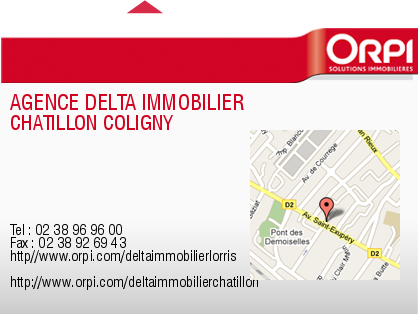 ORPI
SOLUTIONS IMMOBILIÈRES
AGENCE DELTA IMMOBILIER
CHATILLON COLIGNY
Av. de Courrege
D2
Av. Saint-Exupéry
Pont des
Demoiselles
D2
Tel : 02 38 96 96 00
Fax : 02 38 92 69 43
http//www.orpi.com/deltaimmobilierlorris
http://www.orpi.com/deltaimmobilierchatillon